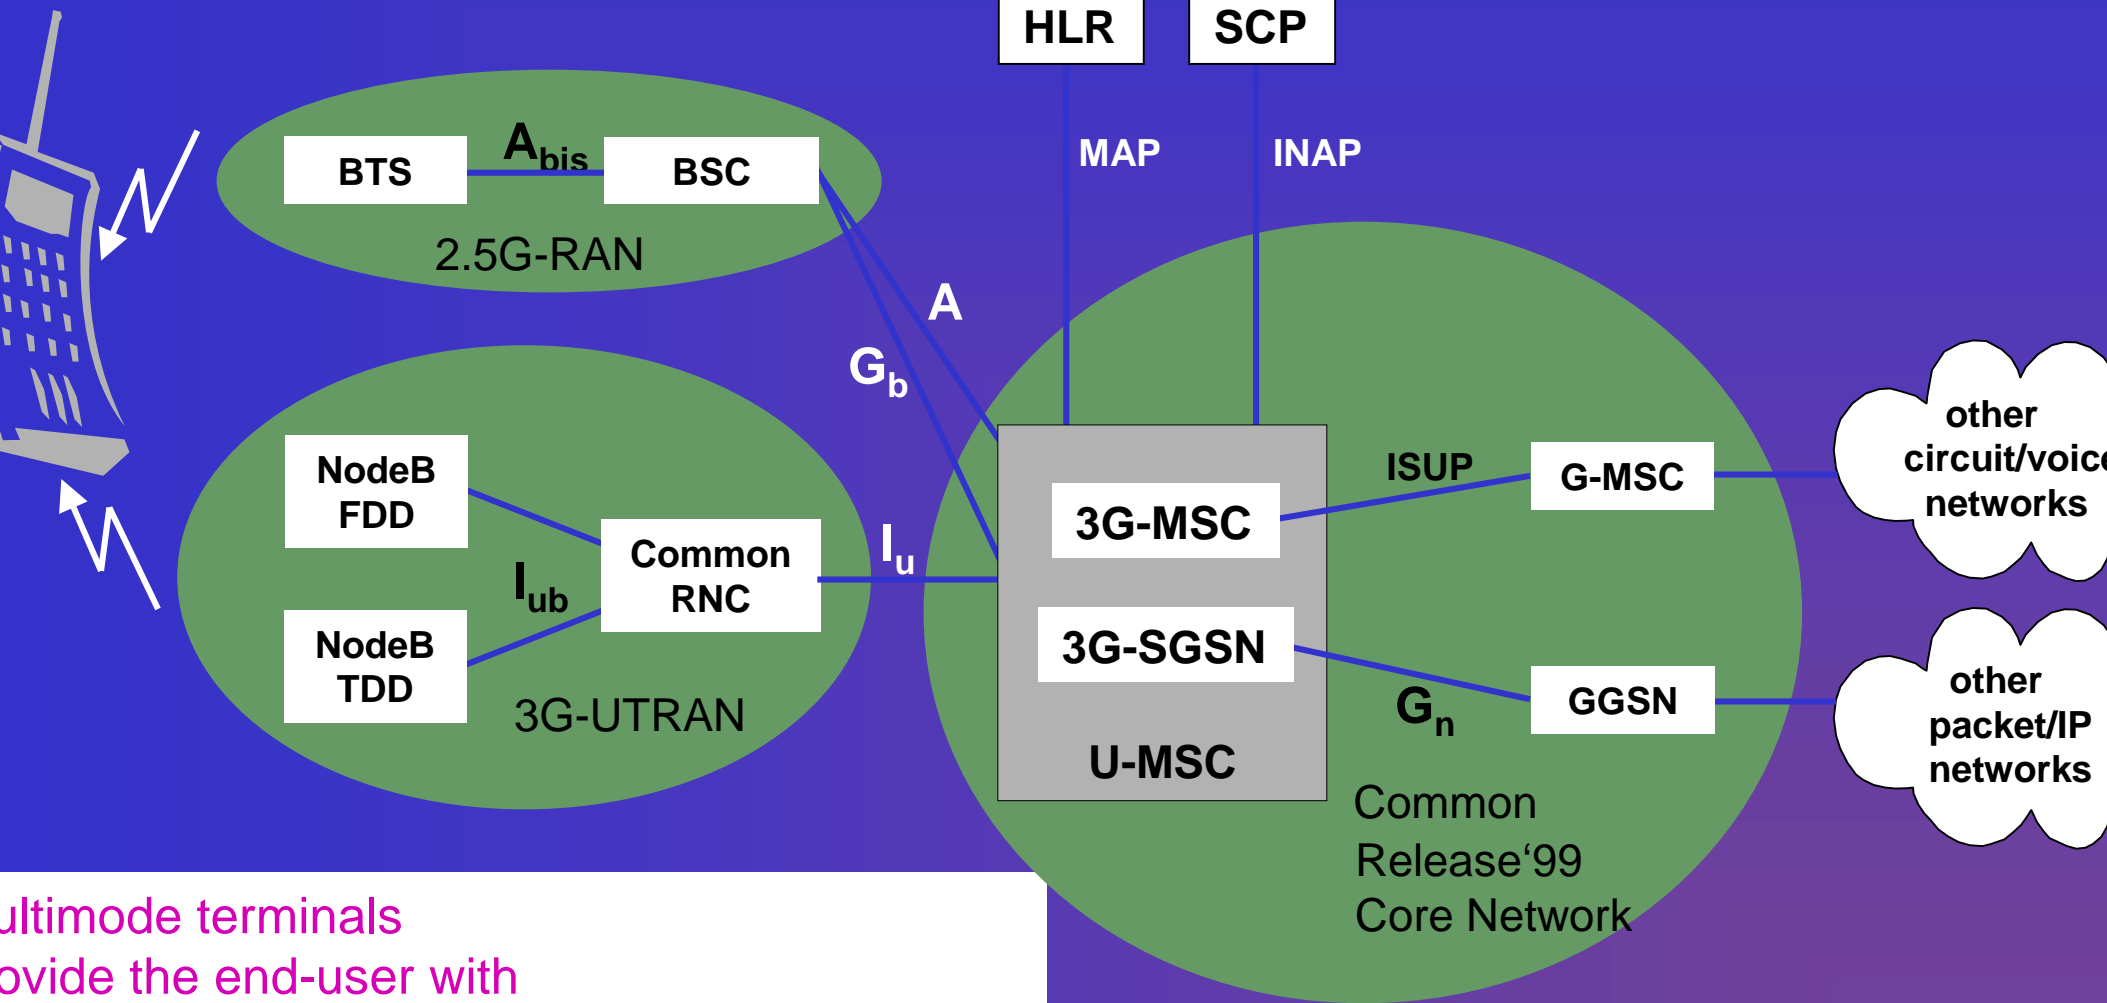 HLR
SCP
MAP
INAP
BTS
Abis
BSC
2.5G-RAN
A
Gb
NodeB
FDD
Iub
Common
RNC
NodeB
TDD
3G-UTRAN
Iu
3G-MSC
3G-SGSN
U-MSC
ISUP
G-MSC
Gn
GGSN
Common
Release‘99
Core Network
other
circuit/voice
networks
other
packet/IP
networks
ultimode terminals
ovide the end-user with